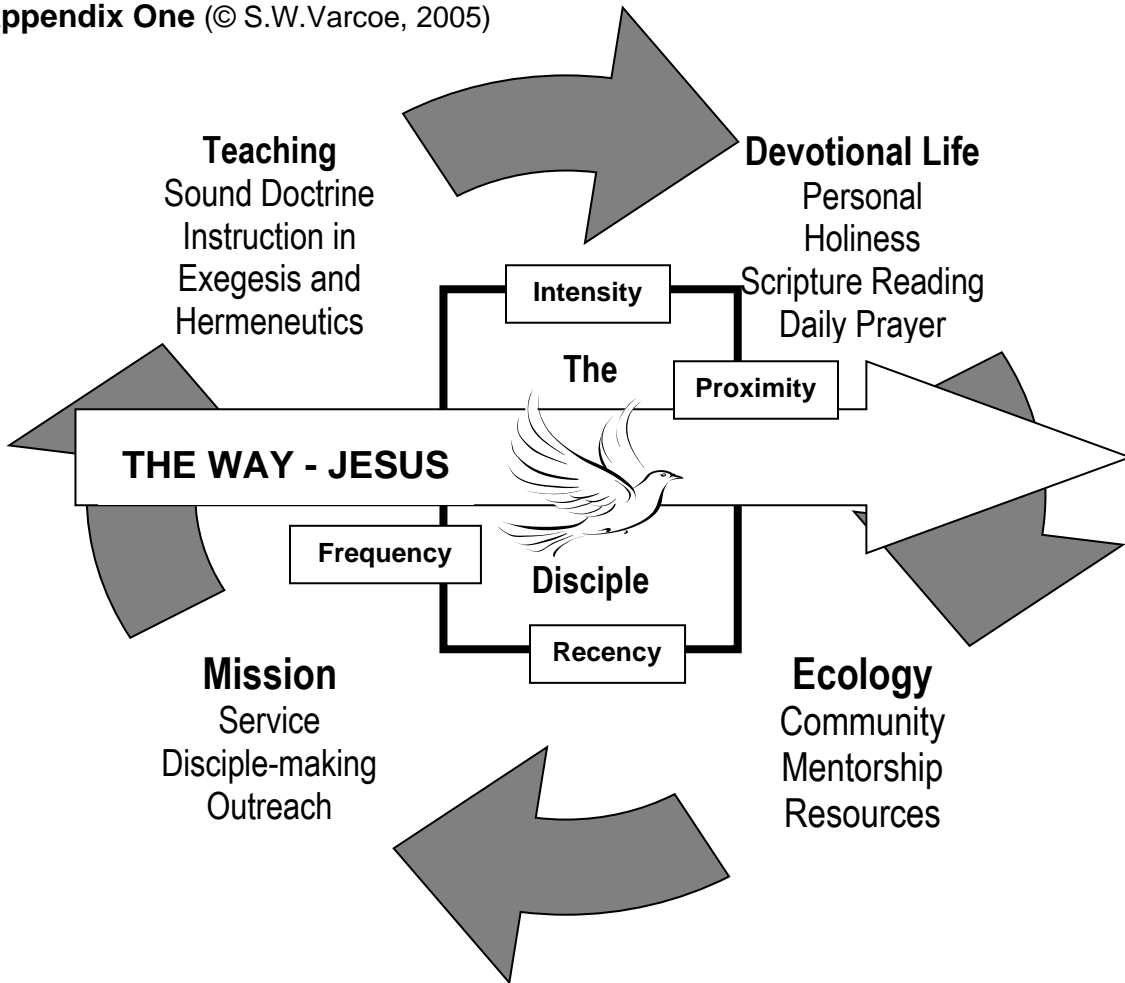 ppendix One (© S.W.Varcoe, 2005)
Teaching
Sound Doctrine
Instruction in
Exegesis and
Hermeneutics
Devotional Life
Personal
Holiness
Scripture Reading
Daily Prayer
Intensity
The
Proximity
THE WAY - JESUS
Frequency
Disciple
Recency
Mission
Service
Disciple-making
Outreach
Ecology
Community
Mentorship
Resources